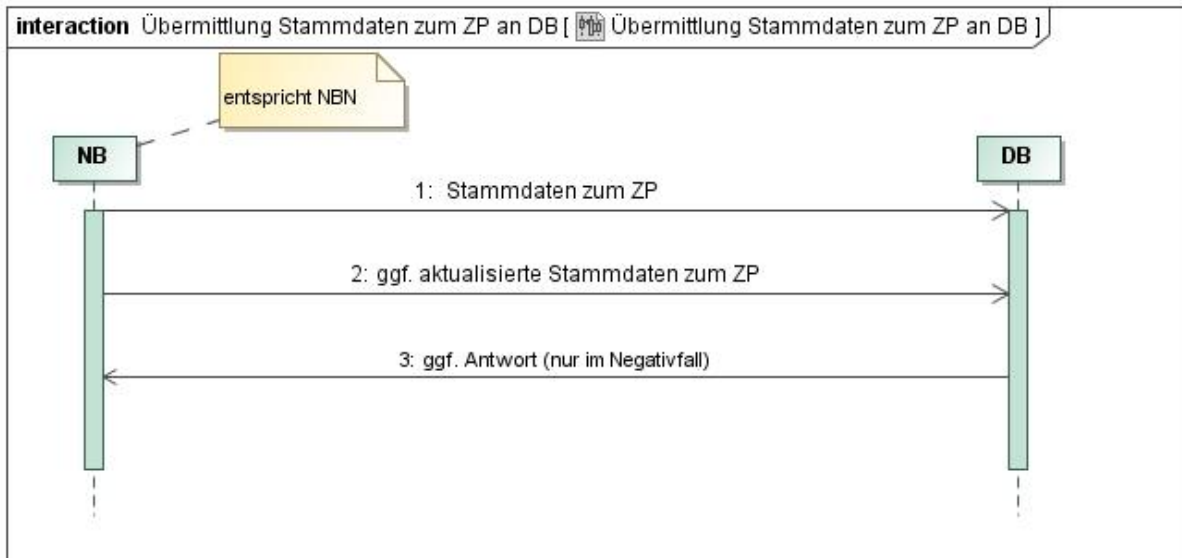 interaction Übermittlung Stammdaten zum ZP an DB [ Übermittlung Stammdaten zum ZP an DB ]
entspricht NBN
NB
DB
1: Stammdaten zum ZP
2: ggf. aktualisierte Stammdaten zum ZP
3: ggf. Antwort (nur im Negativfall)